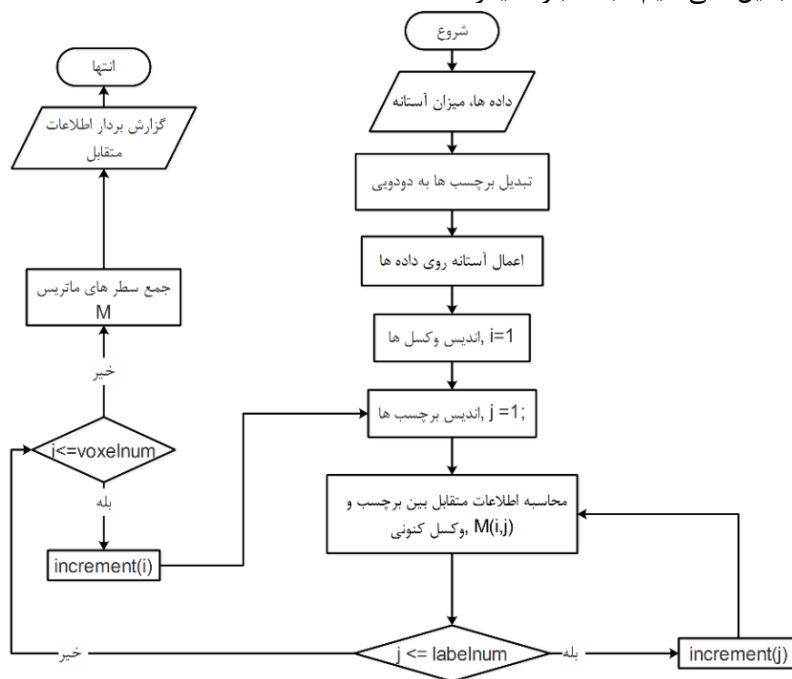 شروع
داده ها، میزان آستانه
تبدیل برچسب ها به دودویی
اعمال آستانه روی داده ها
i=1 ,اندیس وکسل ها
j =1; ,اندیس برچسب ها
محاسبه اطلاعات متقابل بین برچسب و
وکسل کنونی, M(i,j)
j <= labelnum
بله
increment(j)
خیر
i<=voxelnum
بله
increment(i)
خیر
جمع سطر های ماتریس
M
گزارش بردار اطلاعات
متقابل
انتها